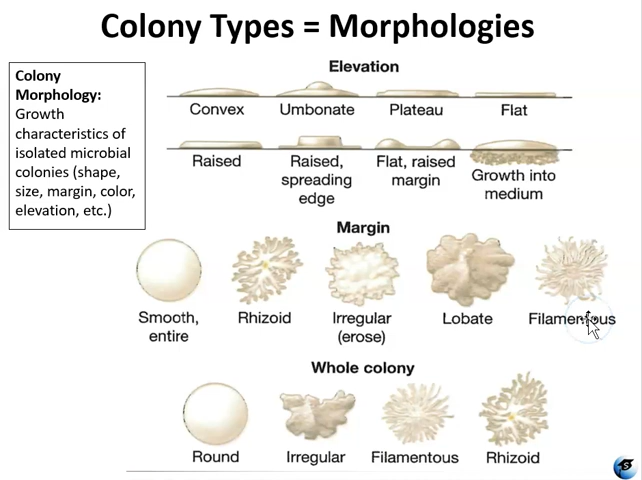 Colony Types = Morphologies
Colony
Morphology:
Growth
characteristics of
isolated microbial
colonies (shape,
size, margin, color,
elevation, etc.)
Elevation
Convex Umbonate Plateau Flat
Raised Raised, spreading edge Flat, raised margin Growth into medium
Margin
Smooth, entire Rhizoid Irregular (erose) Lobate Filamentous
Whole colony
Round Irregular Filamentous Rhizoid
S